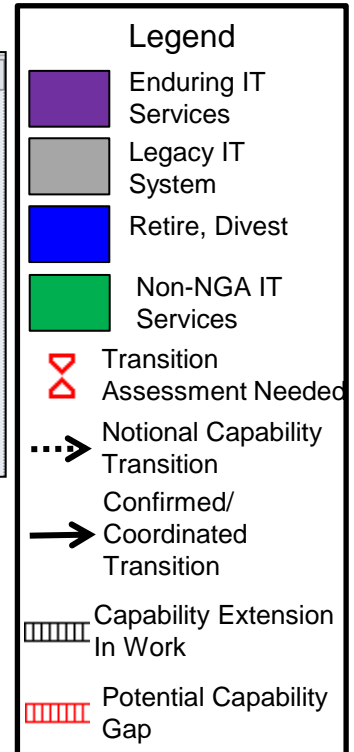 Legend
Enduring IT
Services
Legacy IT
System
Retire, Divest
Non-NGA IT
Services
Transition
Assessment Needed
Notional Capability
Transition
Confirmed/
Coordinated
Transition
Capability Extension
In Work
Potential Capability
Gap